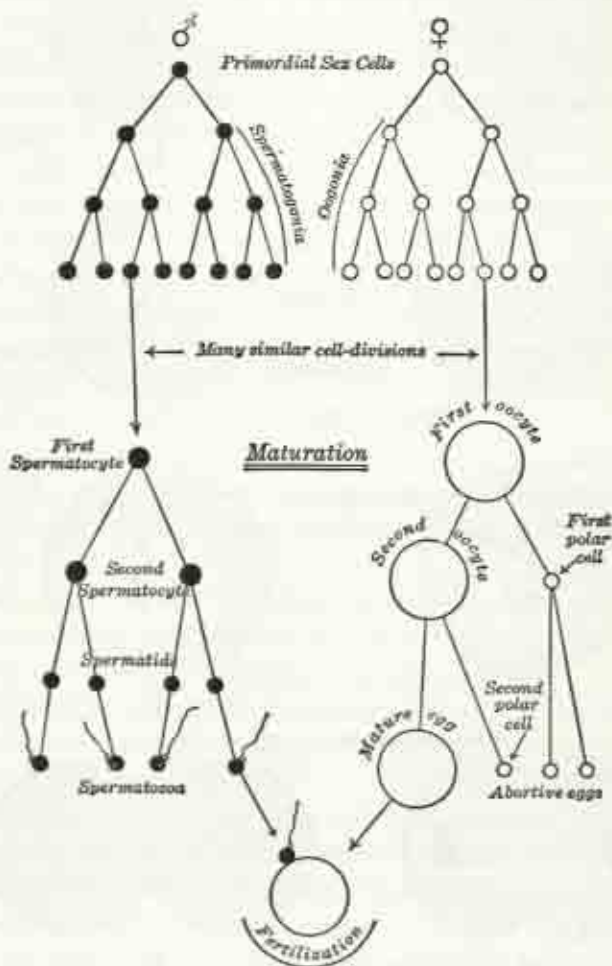 ♂
♀
Primordial Sex Cells
Spermatogonia
Oogonia
Many similar cell-divisions
First
Spermatocyte
Maturation
First oocyte
Second oocyte
First
polar
cell
Second
Spermatocyte
Spermatids
Second
polar
cell
Mature egg
Spermatozoa
Abortive eggs
Fertilization